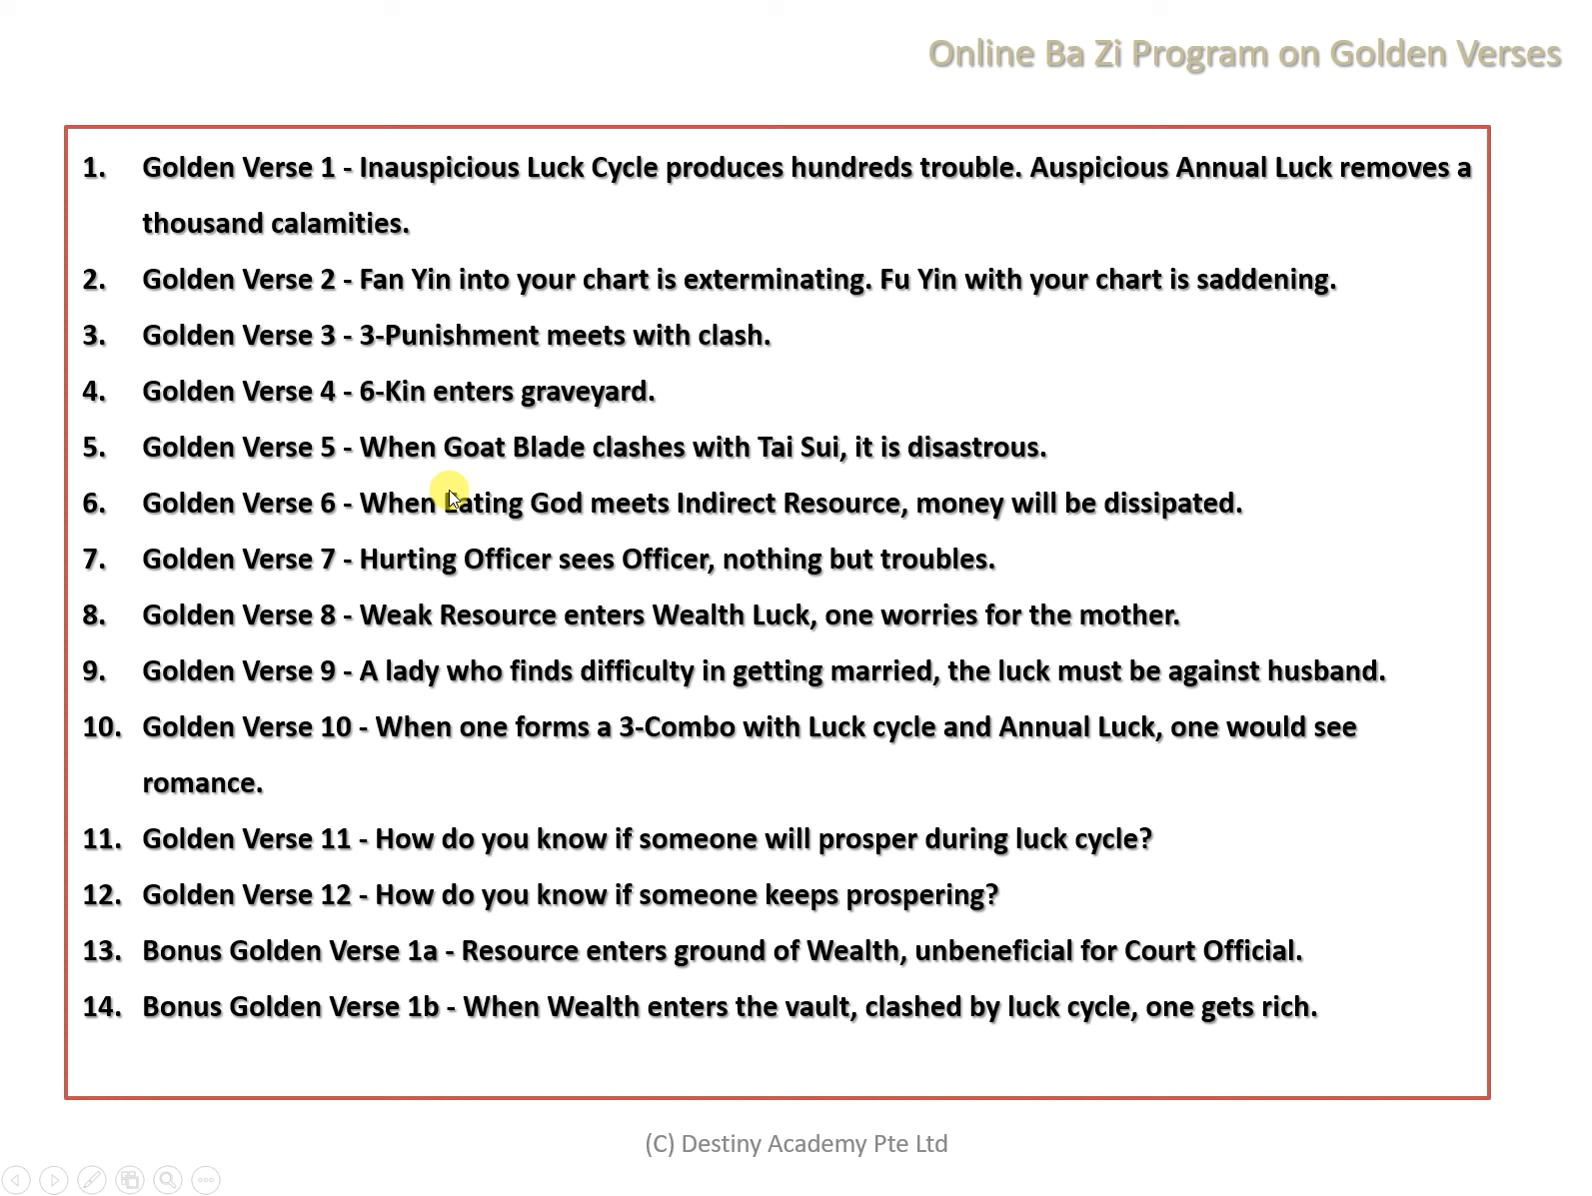 Online Ba Zi Program on Golden Verses
1. Golden Verse 1 - Inauspicious Luck Cycle produces hundreds trouble. Auspicious Annual Luck removes a
thousand calamities.
2. Golden Verse 2 - Fan Yin into your chart is exterminating. Fu Yin with your chart is saddening.
3. Golden Verse 3 - 3-Punishment meets with clash.
4. Golden Verse 4 - 6-Kin enters graveyard.
5. Golden Verse 5 - When Goat Blade clashes with Tai Sui, it is disastrous.
6. Golden Verse 6 - When Eating God meets Indirect Resource, money will be dissipated.
7. Golden Verse 7 - Hurting Officer sees Officer, nothing but troubles.
8. Golden Verse 8 - Weak Resource enters Wealth Luck, one worries for the mother.
9. Golden Verse 9 - A lady who finds difficulty in getting married, the luck must be against husband.
10. Golden Verse 10 - When one forms a 3-Combo with Luck cycle and Annual Luck, one would see
romance.
11. Golden Verse 11 - How do you know if someone will prosper during luck cycle?
12. Golden Verse 12 - How do you know if someone keeps prospering?
13. Bonus Golden Verse 1a - Resource enters ground of Wealth, unbeneficial for Court Official.
14. Bonus Golden Verse 1b - When Wealth enters the vault, clashed by luck cycle, one gets rich.
(C) Destiny Academy Pte Ltd